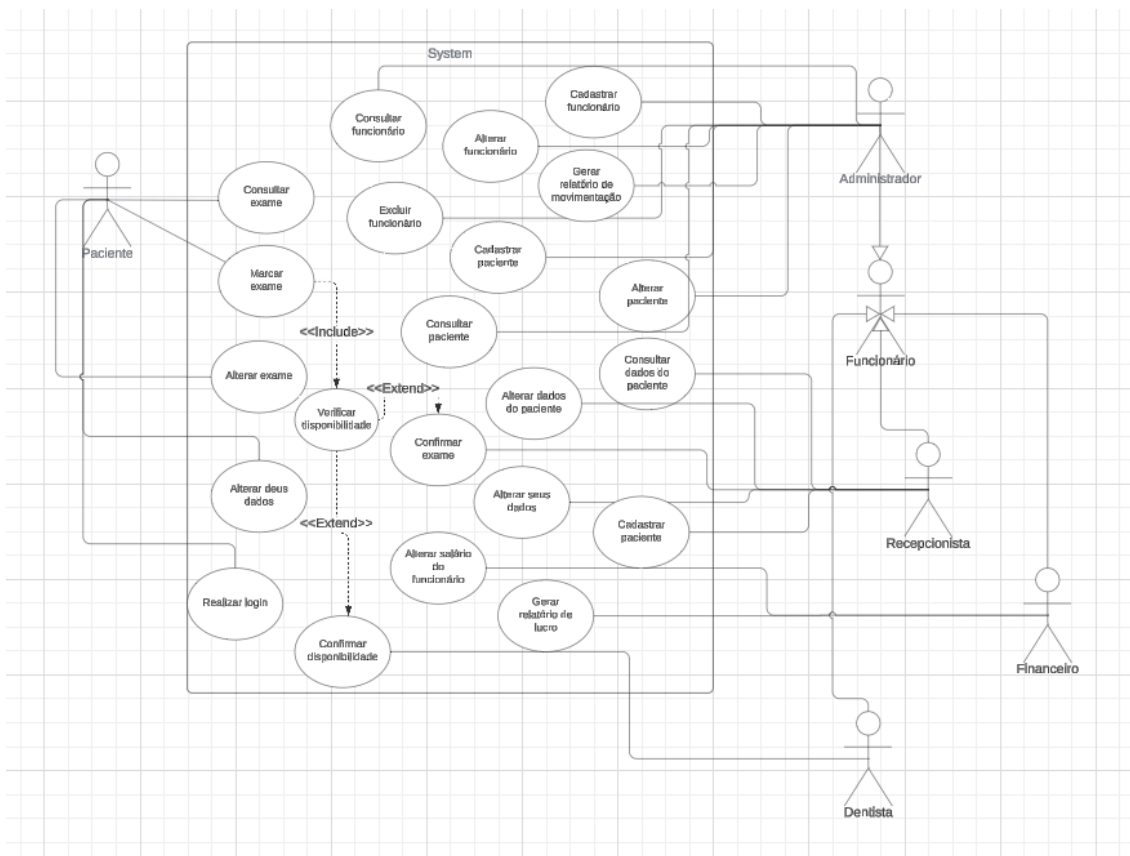 System
Cadastrar
funcionário
Consultar
funcionário
Alterar
funcionário
Administrador
Gerar
relatório de
movimentação
Consultar
exame
Excluir
funcionário
Paciente
Cadastrar
paciente
Marcar
exame
Alterar
paciente
Consultar
paciente
<<Include>>
Funcionário
Consultar
dados do
paciente
Alterar exame
<<Extend>>
Alterar dados
do paciente
Verificar
disponibilidade
Confirmar
exame
Alterar deus
dados
Alterar seus
dados
<<Extend>>
Cadastrar
paciente
Recepcionista
Alterar salário
do
funcionário
Realizar login
Gerar
relatório de
lucro
Confirmar
disponibilidade
Financeiro
Dentista